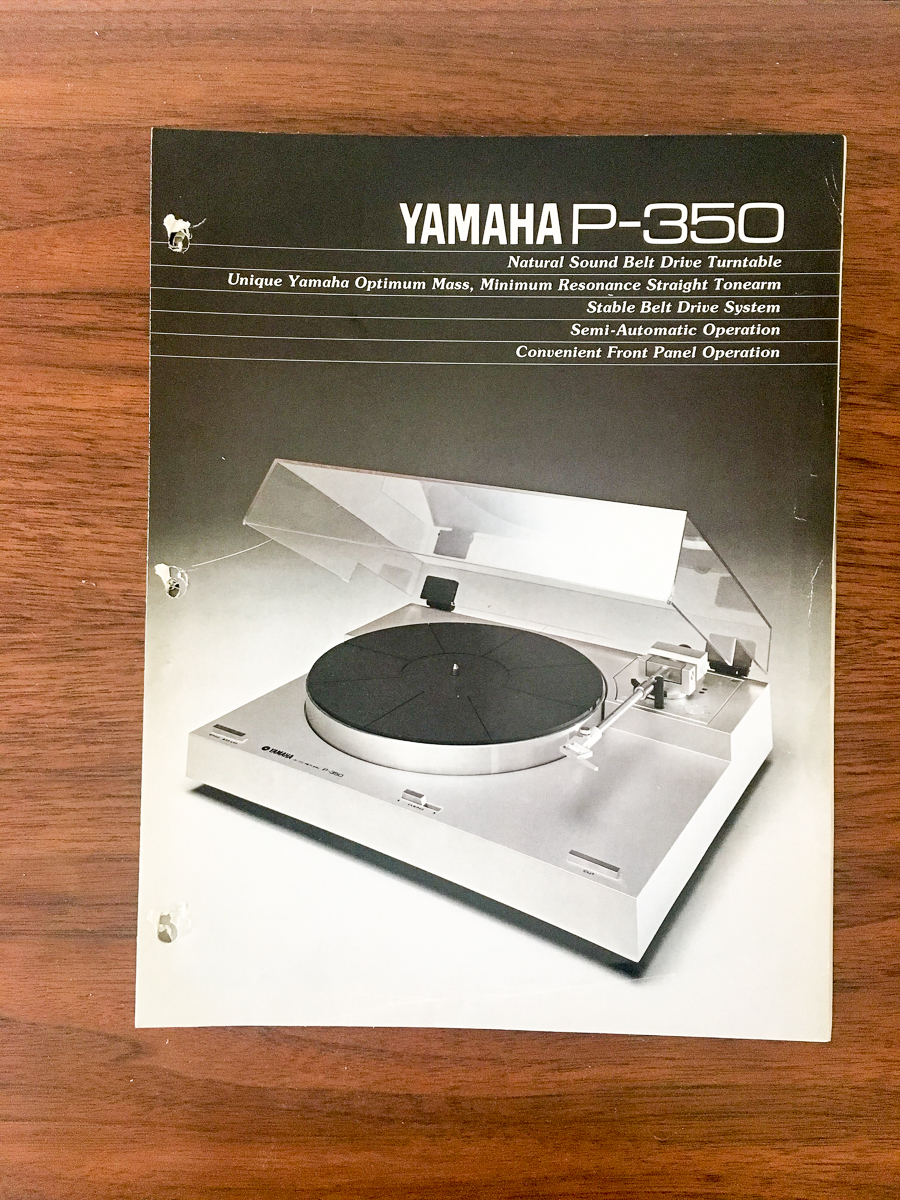 YAMAHA P-350
Natural Sound Belt Drive Turntable
Unique Yamaha Optimum Mass, Minimum Resonance Straight Tonearm
Stable Belt Drive System
Semi-Automatic Operation
Convenient Front Panel Operation
YAMAHA P-350